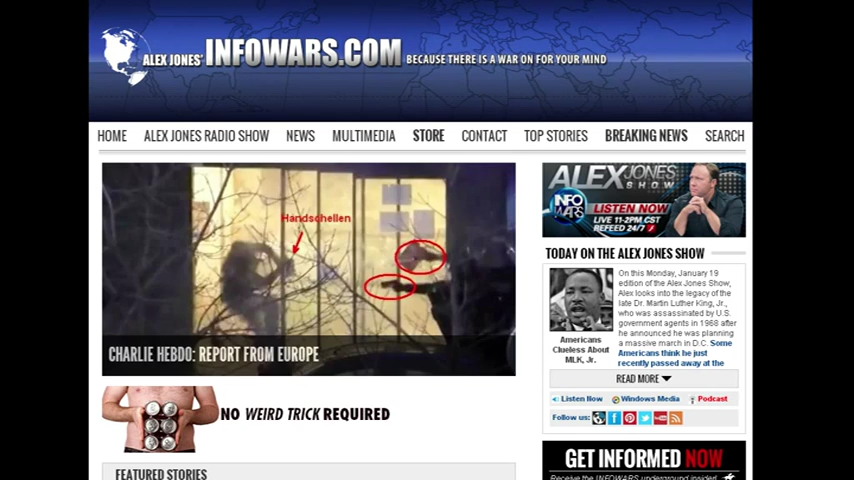 ALEX JONES' INFOWARS.COM BECAUSE THERE IS A WAR ON FOR YOUR MIND
HOME ALEX JONES RADIO SHOW NEWS MULTIMEDIA STORE CONTACT TOP STORIES BREAKING NEWS SEARCH
Handschellen
CHARLIE HEBDO: REPORT FROM EUROPE
NO WEIRD TRICK REQUIRED
FEATURED STORIES
ALEX JONES
SHOW
INFO
WARS
LISTEN NOW
LIVE 11-2PM CST
REFEED 24/7
TODAY ON THE ALEX JONES SHOW
Americans
Clueless About
MLK, Jr.
On this Monday, January 19
edition of the Alex Jones Show,
Alex looks into the legacy of the
late Dr. Martin Luther King, Jr.,
who was assassinated by U.S.
government agents in 1968 after
he announced he was planning
a massive march in D.C. Some
Americans think he just
recently passed away at the
READ MORE
Listen Now Windows Media Podcast
Follow us:
GET INFORMED NOW
Receive the INFOWARS underground insider!